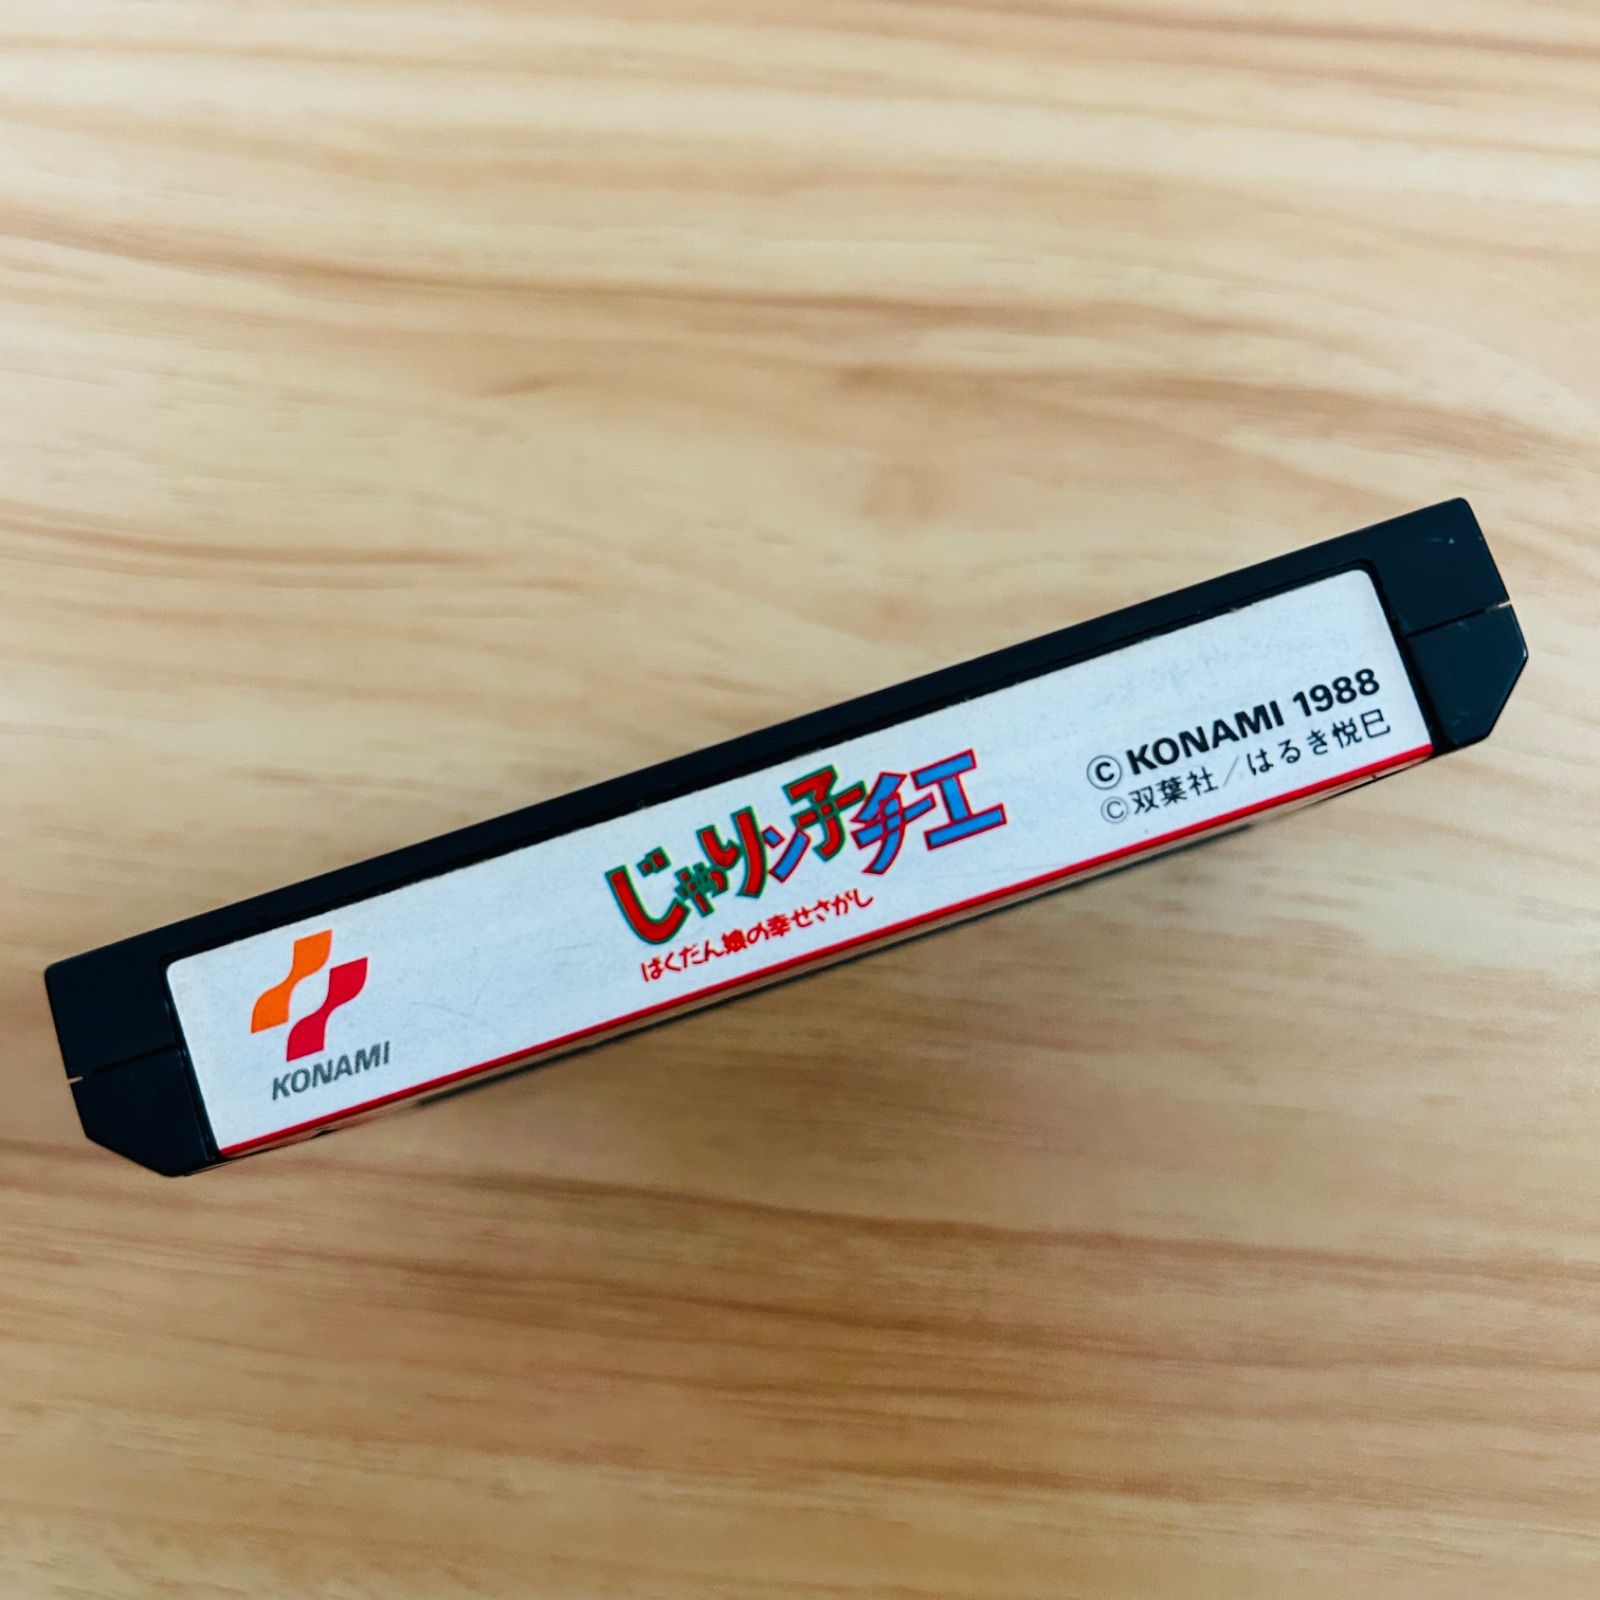 KONAMI
じゃリン子チエ
ばくだん娘の幸せさがし
©KONAMI 1988
©双葉社/はるき悦巳